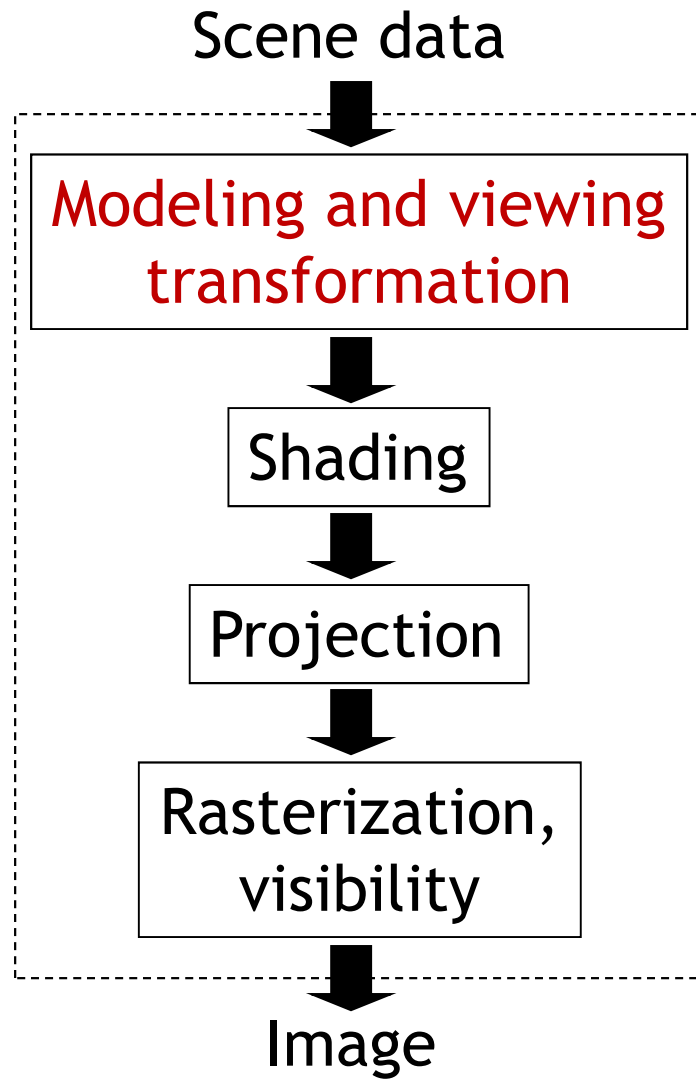 Scene data
Modeling and viewing
transformation
Shading
Projection
Rasterization,
visibility
Image